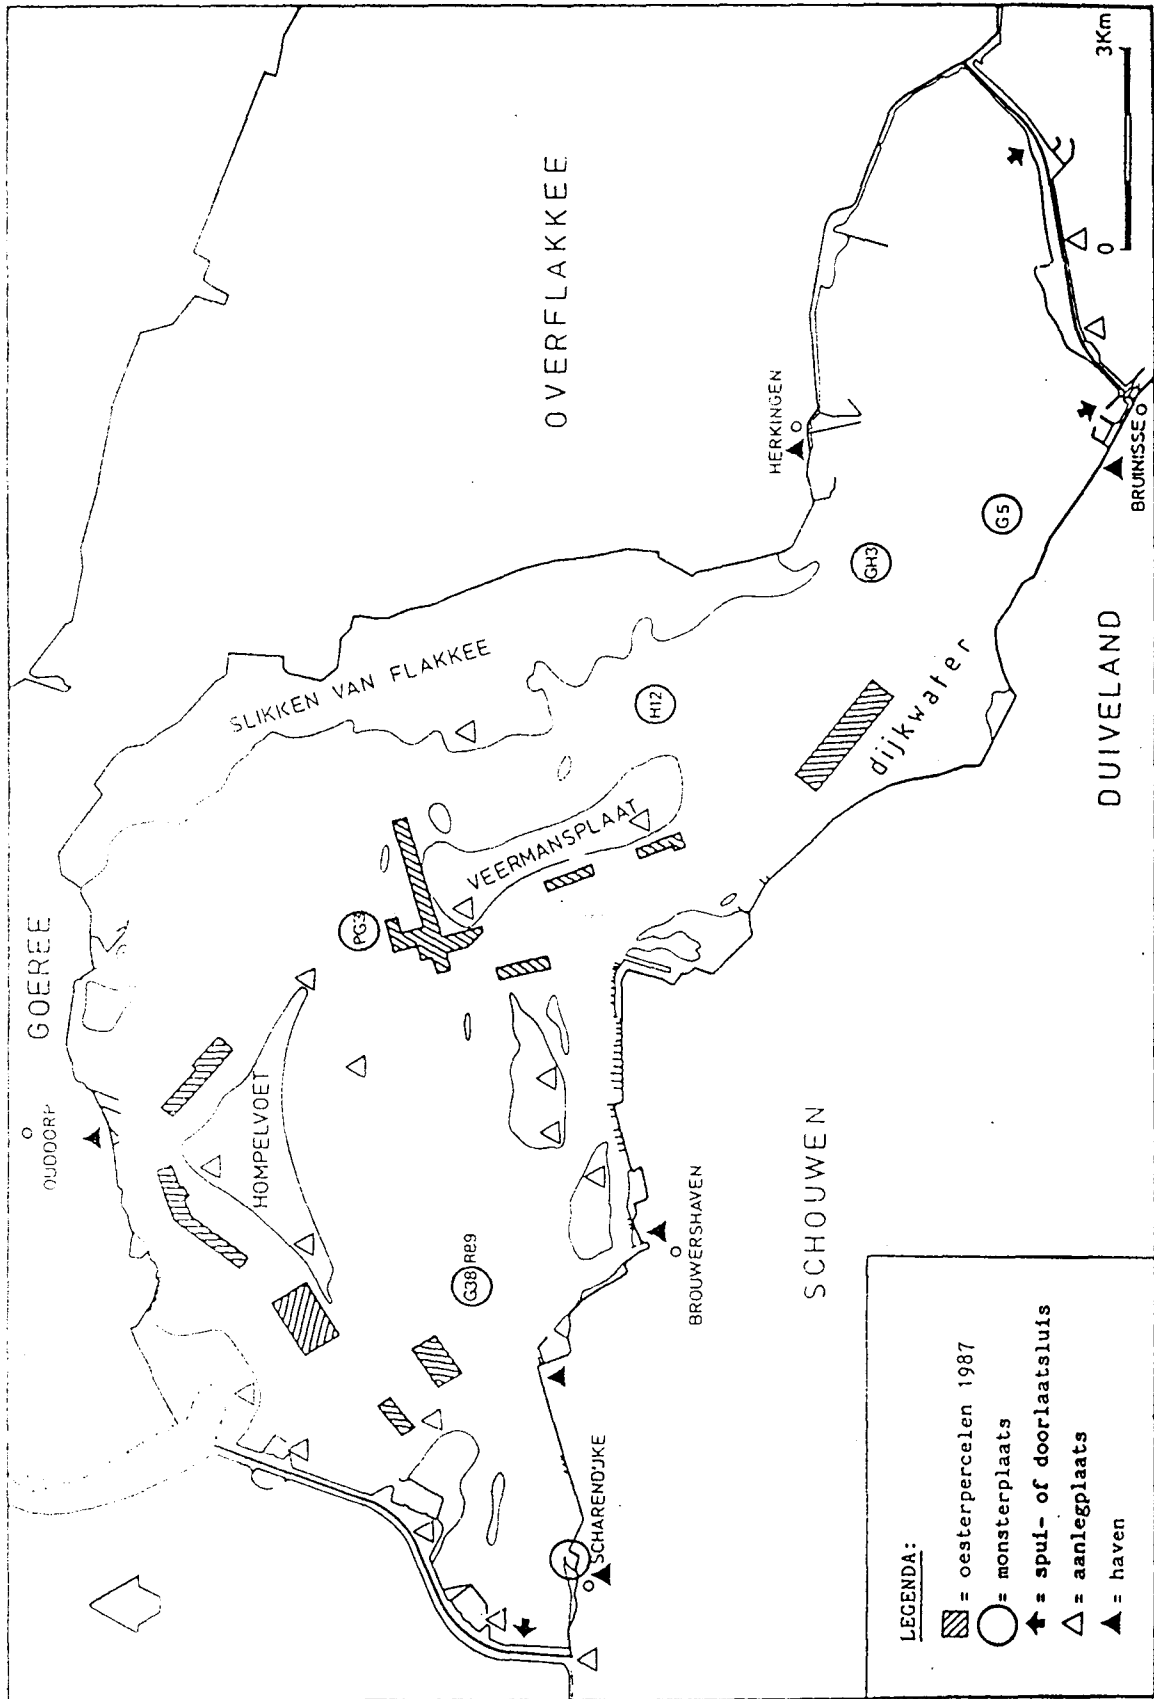 GOEREE
OUDDORP
OVERFLAKKEE
SLIKKEN VAN FLAKKEE
HOMPELVOET
HERKINGEN
PG3
VEERMANSPLAAT
H12
GH3
G5
G38 Re9
dijkwater
BRUINISSE
DUIVELAND
SCHARENDIJKE
BROUWERSHAVEN
SCHOUWEN
0 3Km
LEGENDA:
= oesterpercelen 1987
= monsterplaats
= spui- of doorlaatsluis
= aanlegplaats
= haven